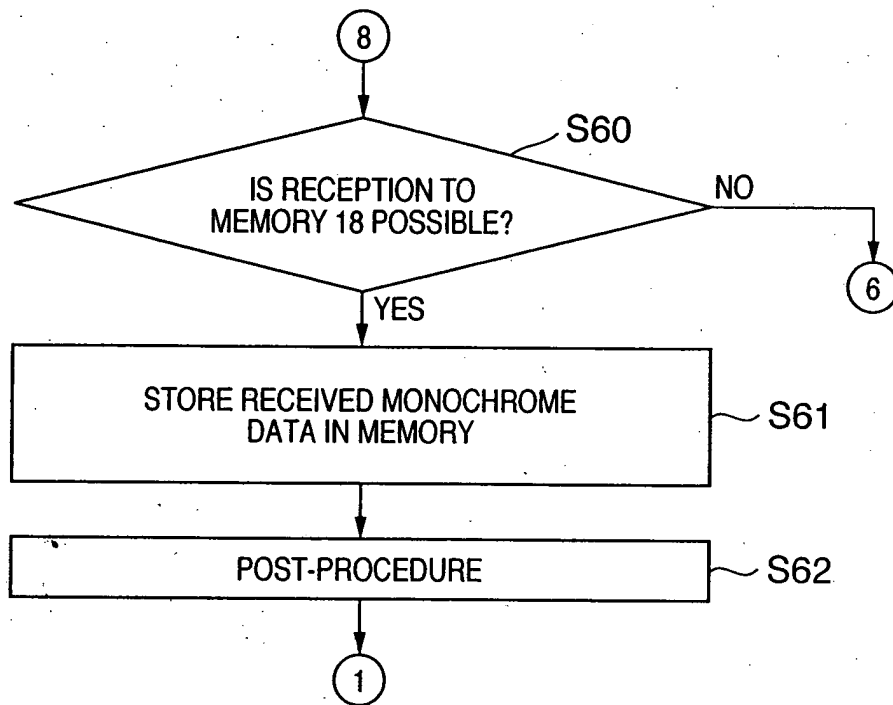 8
S60
IS RECEPTION TO
MEMORY 18 POSSIBLE?
NO
6
YES
STORE RECEIVED MONOCHROME
DATA IN MEMORY
S61
POST-PROCEDURE
S62
1